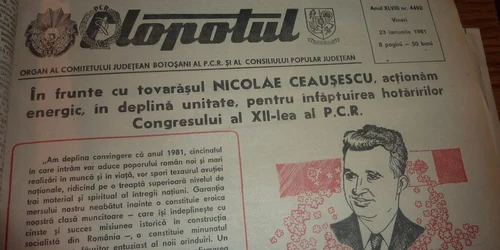 P.C.R.
Clopotul
Anul XLVIII nr. 4492
Vineri
23 ianuarie 1981
8 pagini — 50 bani
ORGAN AL COMITETULUI JUDEȚEAN BOTOȘANI AL P.C.R. ȘI AL CONSILIULUI POPULAR JUDEȚEAN
În frunte cu tovarășul NICOLAE CEAUȘESCU, acționăm
energic, în deplină unitate, pentru înfăptuirea hotărîrilor
Congresului al XII-lea al P.C.R.
„Am deplina convingere că anul 1981, cincinalul
în care intrăm vor aduce poporului român noi și mari
realizări în muncă și în viață, vor spori tezaurul avuției
naționale, ridicînd pe o treaptă superioară nivelul de
trai material și spiritual al întregii națiuni. Garanția
mersului nostru neabătut înainte o constituie eroica
noastră clasă muncitoare — care își îndeplinește cu
cinste și succes misiunea istorică în construcția
socialistă din România —, o constituie minunatul
făuritor entuziast al noii orînduiri. Un